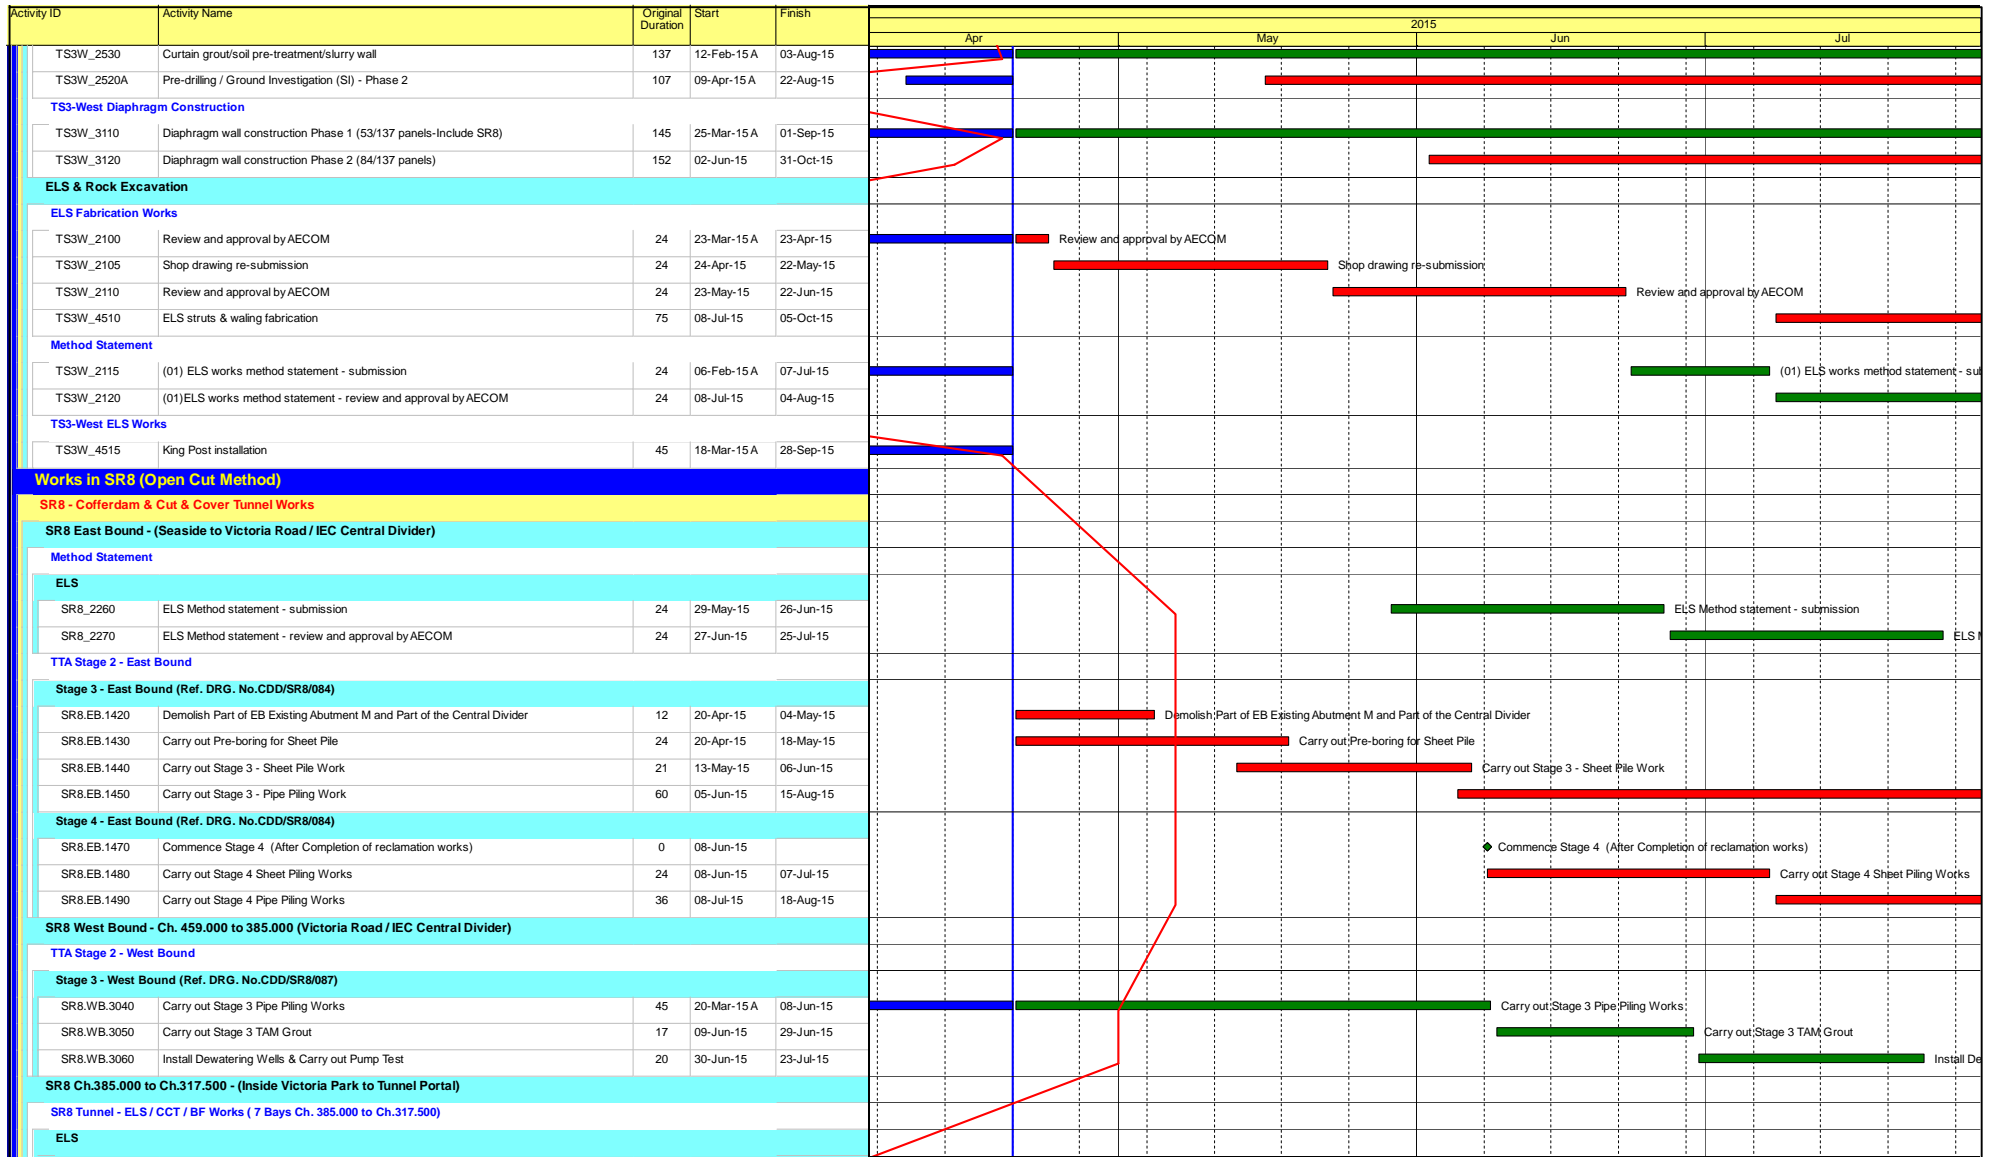 Activity ID Activity Name Original Duration Start Finish 2015
Apr May Jun Jul
TS3W_2530 Curtain grout/soil pre-treatment/slurry wall 137 12-Feb-15 A 03-Aug-15
TS3W_2520A Pre-drilling / Ground Investigation (SI) - Phase 2 107 09-Apr-15 A 22-Aug-15
TS3-West Diaphragm Construction
TS3W_3110 Diaphragm wall construction Phase 1 (53/137 panels-Include SR8) 145 25-Mar-15 A 01-Sep-15
TS3W_3120 Diaphragm wall construction Phase 2 (84/137 panels) 152 02-Jun-15 31-Oct-15
ELS & Rock Excavation
ELS Fabrication Works
TS3W_2100 Review and approval by AECOM 24 23-Mar-15 A 23-Apr-15 Review and approval by AECOM
TS3W_2105 Shop drawing re-submission 24 24-Apr-15 22-May-15 Shop drawing re-submission
TS3W_2110 Review and approval by AECOM 24 23-May-15 22-Jun-15 Review and approval by AECOM
TS3W_4510 ELS struts & waling fabrication 75 08-Jul-15 05-Oct-15
Method Statement
TS3W_2115 (01) ELS works method statement - submission 24 06-Feb-15 A 07-Jul-15 (01) ELS works method statement - sub
TS3W_2120 (01)ELS works method statement - review and approval by AECOM 24 08-Jul-15 04-Aug-15
TS3-West ELS Works
TS3W_4515 King Post installation 45 18-Mar-15 A 28-Sep-15
Works in SR8 (Open Cut Method)
SR8 - Cofferdam & Cut & Cover Tunnel Works
SR8 East Bound - (Seaside to Victoria Road / IEC Central Divider)
Method Statement
ELS
SR8_2260 ELS Method statement - submission 24 29-May-15 26-Jun-15 ELS Method statement - submission
SR8_2270 ELS Method statement - review and approval by AECOM 24 27-Jun-15 25-Jul-15 ELS
TTA Stage 2 - East Bound
Stage 3 - East Bound (Ref. DRG. No.CDD/SR8/084)
SR8.EB.1420 Demolish Part of EB Existing Abutment M and Part of the Central Divider 12 20-Apr-15 04-May-15 Demolish Part of EB Existing Abutment M and Part of the Central Divider
SR8.EB.1430 Carry out Pre-boring for Sheet Pile 24 20-Apr-15 18-May-15 Carry out Pre-boring for Sheet Pile
SR8.EB.1440 Carry out Stage 3 - Sheet Pile Work 21 13-May-15 06-Jun-15 Carry out Stage 3 - Sheet Pile Work
SR8.EB.1450 Carry out Stage 3 - Pipe Piling Work 60 05-Jun-15 15-Aug-15
Stage 4 - East Bound (Ref. DRG. No.CDD/SR8/084)
SR8.EB.1470 Commence Stage 4 (After Completion of reclamation works) 0 08-Jun-15 Commence Stage 4 (After Completion of reclamation works)
SR8.EB.1480 Carry out Stage 4 Sheet Piling Works 24 08-Jun-15 07-Jul-15 Carry out Stage 4 Sheet Piling Works
SR8.EB.1490 Carry out Stage 4 Pipe Piling Works 36 08-Jul-15 18-Aug-15
SR8 West Bound - Ch. 459.000 to 385.000 (Victoria Road / IEC Central Divider)
TTA Stage 2 - West Bound
Stage 3 - West Bound (Ref. DRG. No.CDD/SR8/087)
SR8.WB.3040 Carry out Stage 3 Pipe Piling Works 45 20-Mar-15 A 08-Jun-15 Carry out Stage 3 Pipe Piling Works
SR8.WB.3050 Carry out Stage 3 TAM Grout 17 09-Jun-15 29-Jun-15 Carry out Stage 3 TAM Grout
SR8.WB.3060 Install Dewatering Wells & Carry out Pump Test 20 30-Jun-15 23-Jul-15 Install De
SR8 Ch.385.000 to Ch.317.500 - (Inside Victoria Park to Tunnel Portal)
SR8 Tunnel - ELS / CCT / BF Works ( 7 Bays Ch. 385.000 to Ch.317.500)
ELS